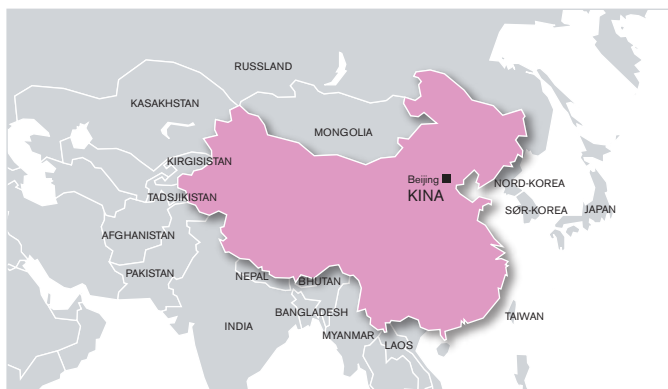 RUSSLAND
KASAKHSTAN
MONGOLIA
KIRGISISTAN
Beijing
NORD-KOREA
KINA
TADSJIKISTAN
SØR-KOREA
JAPAN
AFGHANISTAN
PAKISTAN
NEPAL
BHUTAN
BANGLADESH
TAIWAN
INDIA
MYANMAR
LAOS